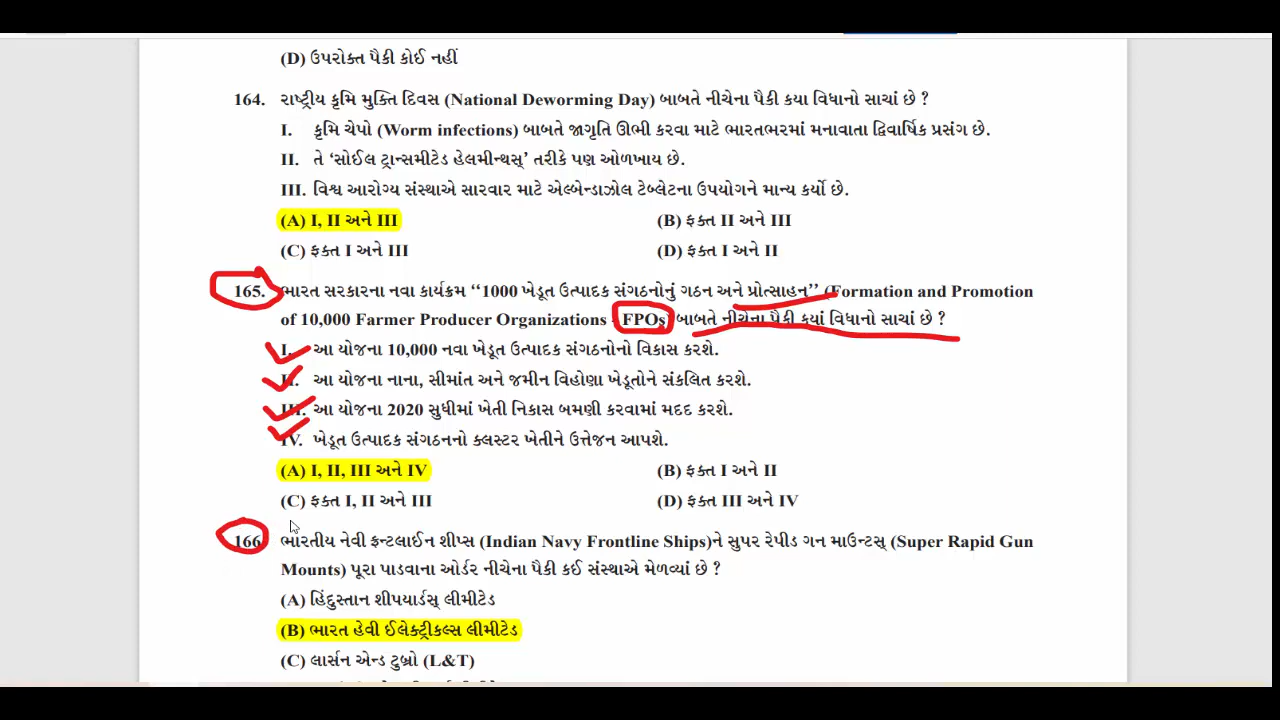 (D) ઉપરોક્ત પૈકી કોઈ નહીં
164. રાષ્ટ્રીય કૃમિ મુક્તિ દિવસ (National Deworming Day) બાબતે નીચેના પૈકી કયા વિધાનો સાચાં છે ?
I. કૃમિ ચેપો (Worm infections) બાબતે જાગૃતિ ઊભી કરવા માટે ભારતભરમાં મનાવાતા દ્વિવાર્ષિક પ્રસંગ છે.
II. તે ‘સોઈલ ટ્રાન્સમીટેડ હેલમીન્થસ્’ તરીકે પણ ઓળખાય છે.
III. વિશ્વ આરોગ્ય સંસ્થાએ સારવાર માટે એલ્બેન્ડાઝોલ ટેબ્લેટના ઉપયોગને માન્ય કર્યો છે.
(A) I, II અને III (B) ફક્ત II અને III
(C) ફક્ત I અને III (D) ફક્ત I અને II
165. ભારત સરકારના નવા કાર્યક્રમ ‘‘1000 ખેડૂત ઉત્પાદક સંગઠનોનું ગઠન અને પ્રોત્સાહન’’ (Formation and Promotion
of 10,000 Farmer Producer Organizations - FPOs) બાબતે નીચેના પૈકી કયાં વિધાનો સાચાં છે ?
I. આ યોજના 10,000 નવા ખેડૂત ઉત્પાદક સંગઠનોનો વિકાસ કરશે.
II. આ યોજના નાના, સીમાંત અને જમીન વિહોણા ખેડૂતોને સંકલિત કરશે.
III. આ યોજના 2020 સુધીમાં ખેતી નિકાસ બમણી કરવામાં મદદ કરશે.
IV. ખેડૂત ઉત્પાદક સંગઠનનો ક્લસ્ટર ખેતીને ઉત્તેજન આપશે.
(A) I, II, III અને IV (B) ફક્ત I અને II
(C) ફક્ત I, II અને III (D) ફક્ત III અને IV
166. ભારતીય નેવી ફ્રન્ટલાઈન શીપ્સ (Indian Navy Frontline Ships)ને સુપર રેપીડ ગન માઉન્ટસ્ (Super Rapid Gun
Mounts) પૂરા પાડવાના ઓર્ડર નીચેના પૈકી કઈ સંસ્થાએ મેળવ્યાં છે ?
(A) હિંદુસ્તાન શીપયાર્ડસ્ લીમીટેડ
(B) ભારત હેવી ઈલેક્ટ્રીકલ્સ લીમીટેડ
(C) લાર્સન એન્ડ ટુબ્રો (L&T)